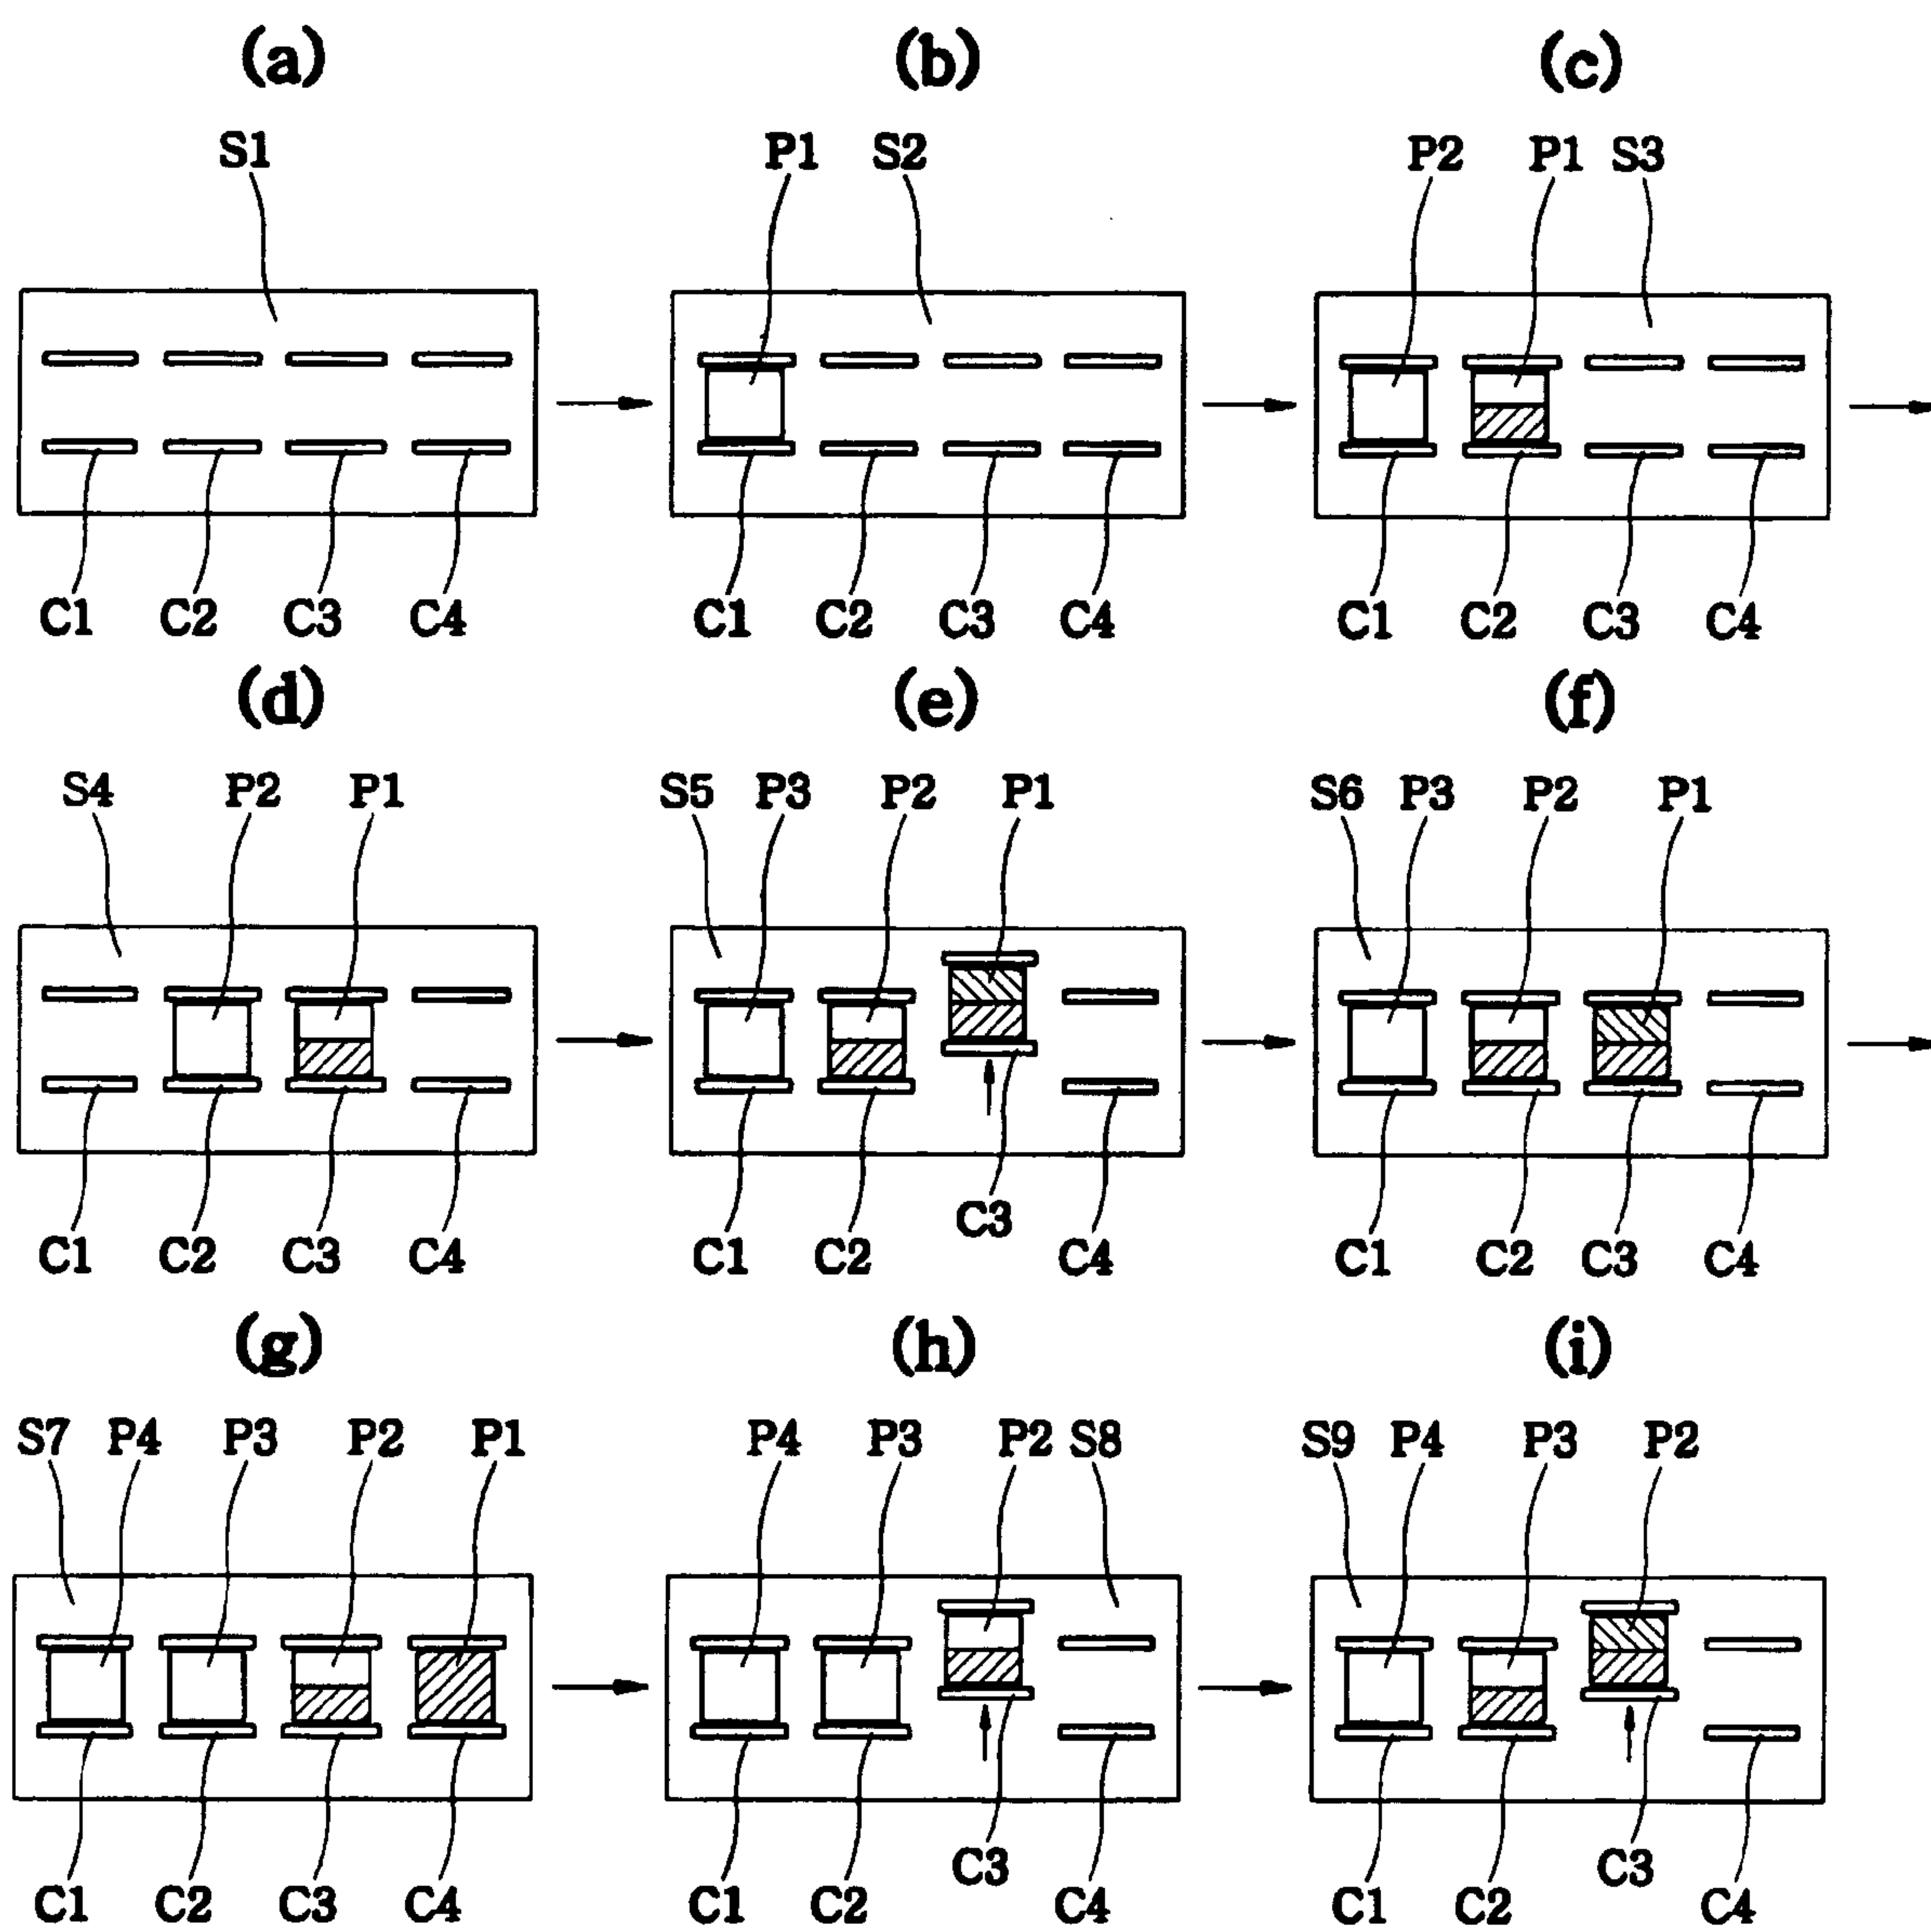 (a) (b) (c)
S1 P1 S2 P2 P1 S3
C1 C2 C3 C4 C1 C2 C3 C4 C1 C2 C3 C4
(d) (e) (f)
S4 P2 P1 S5 P3 P2 P1 S6 P3 P2 P1
C3
C1 C2 C3 C4 C1 C2 C4 C1 C2 C3 C4
(g) (h) (i)
S7 P4 P3 P2 P1 P4 P3 P2 S8 S9 P4 P3 P2
C3 C3
C1 C2 C3 C4 C1 C2 C4 C1 C2 C4